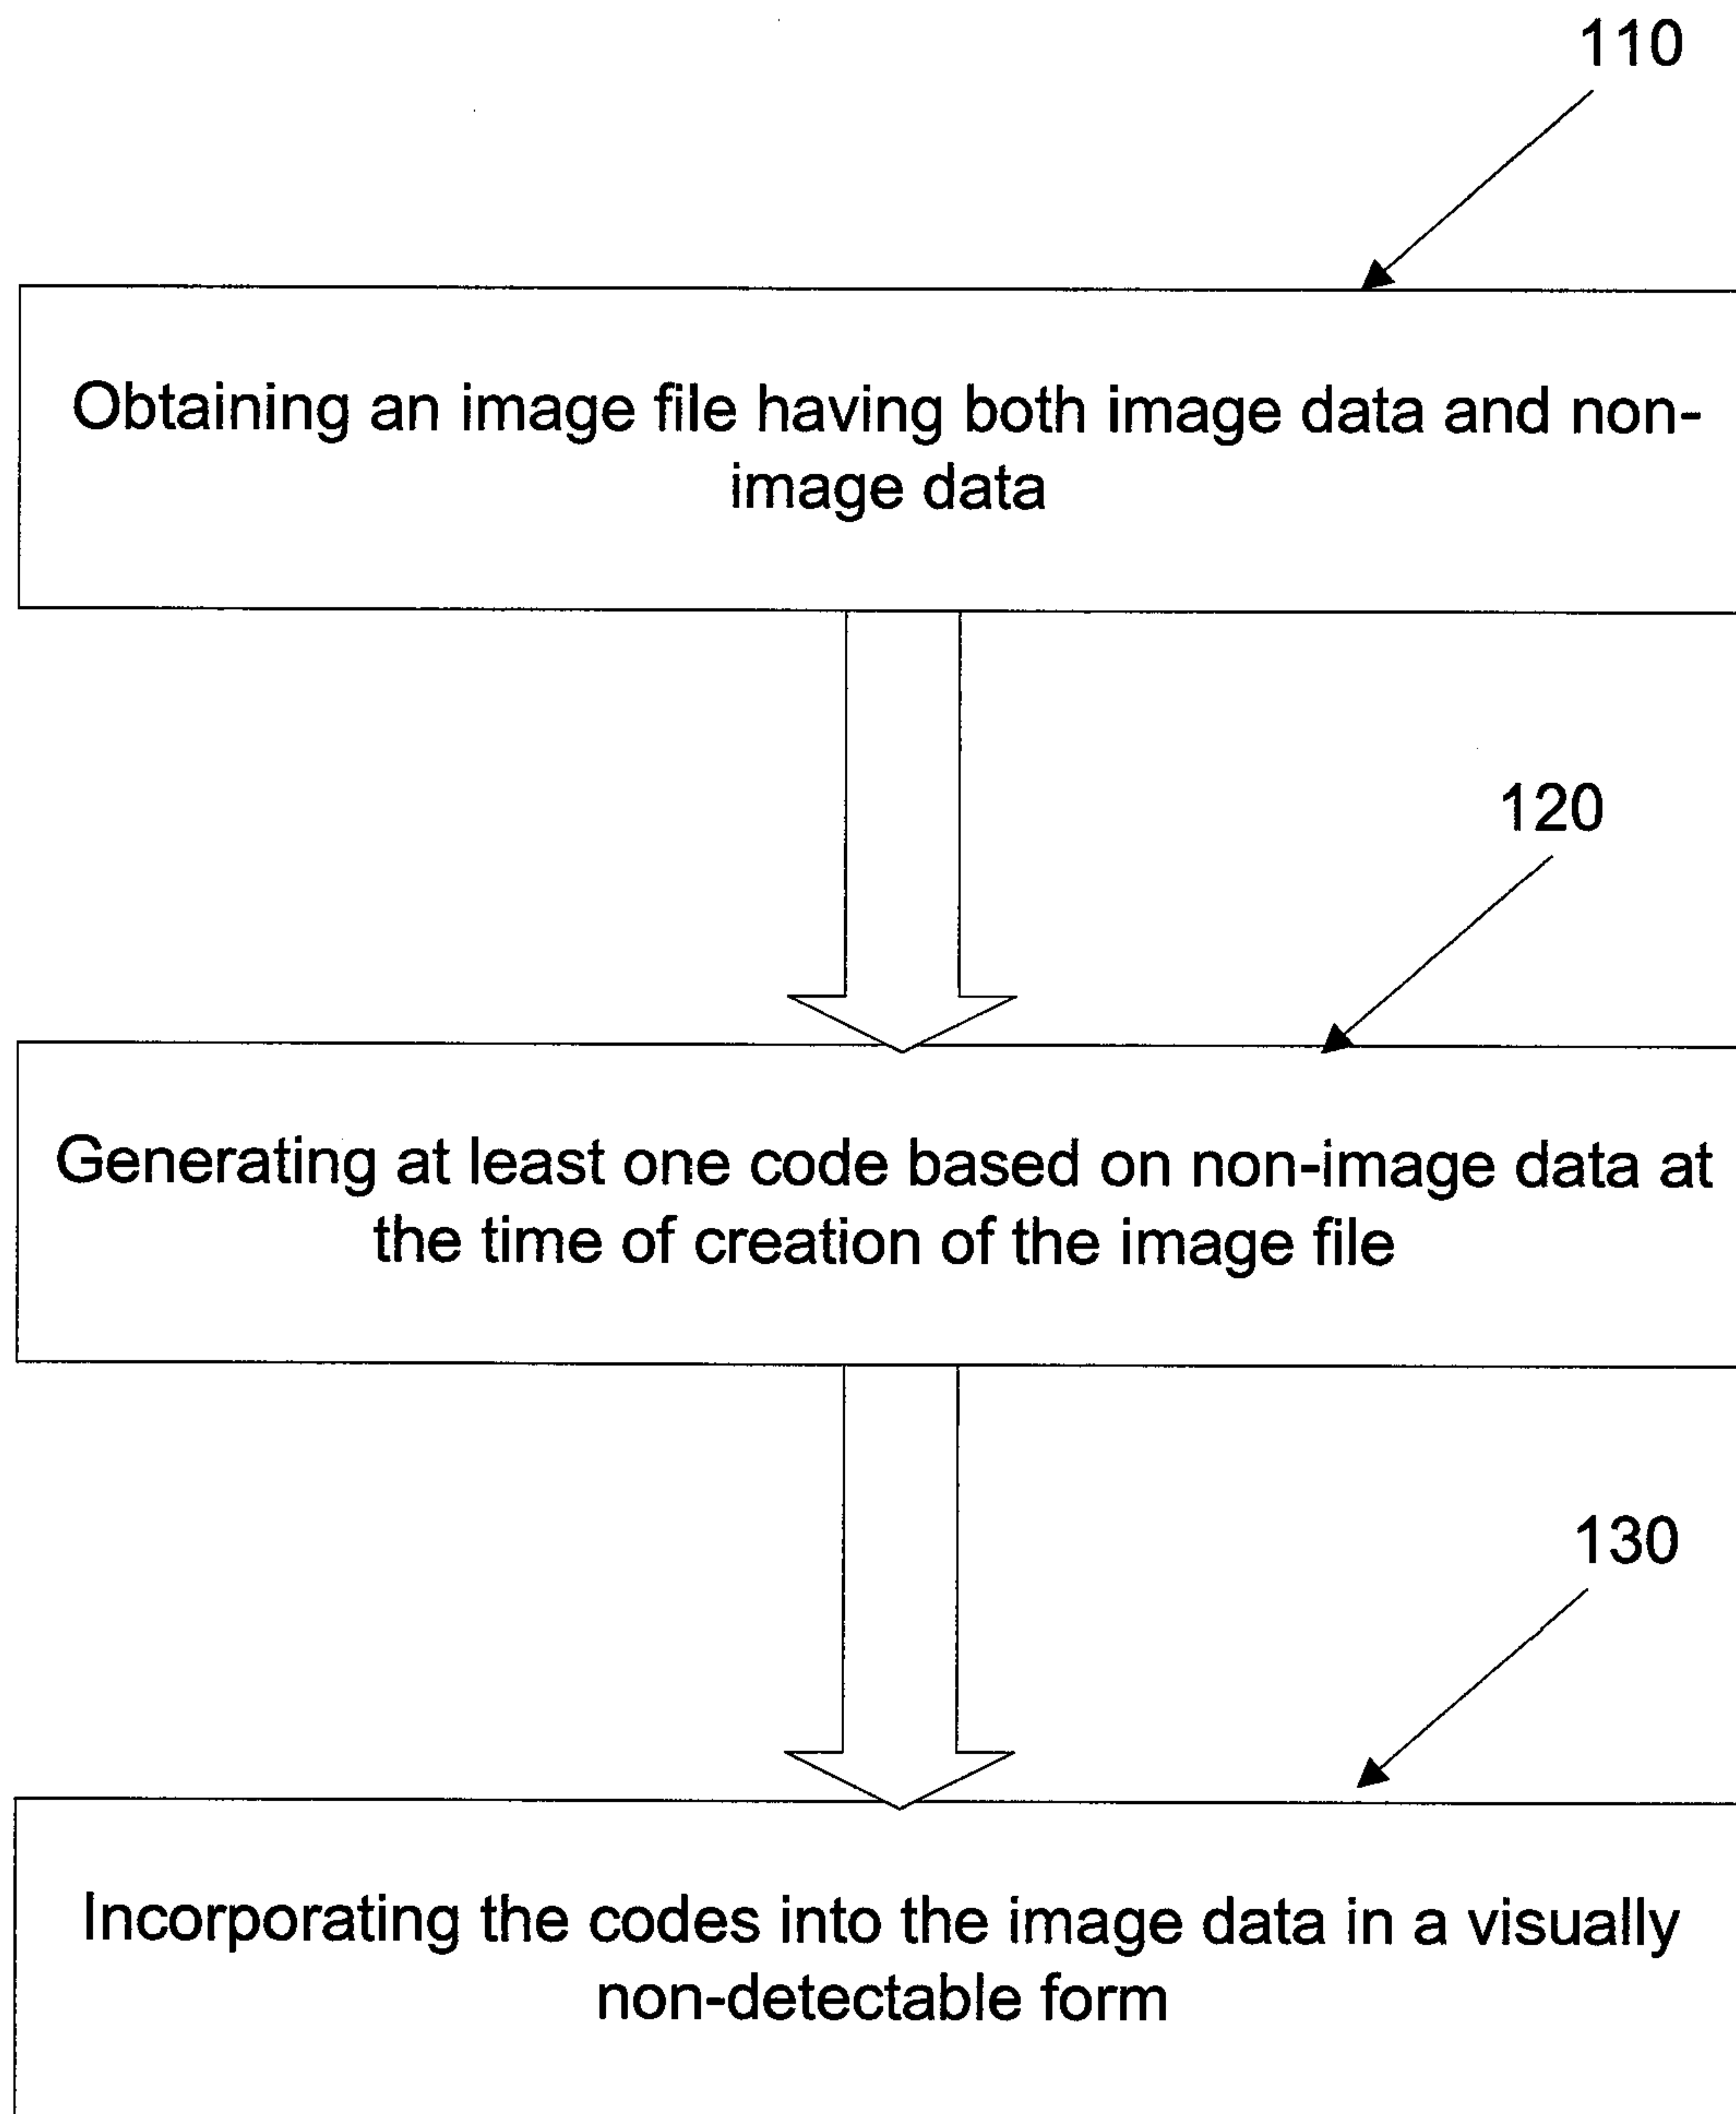 110
Obtaining an image file having both image data and non-
image data
120
Generating at least one code based on non-image data at
the time of creation of the image file
130
Incorporating the codes into the image data in a visually
non-detectable form